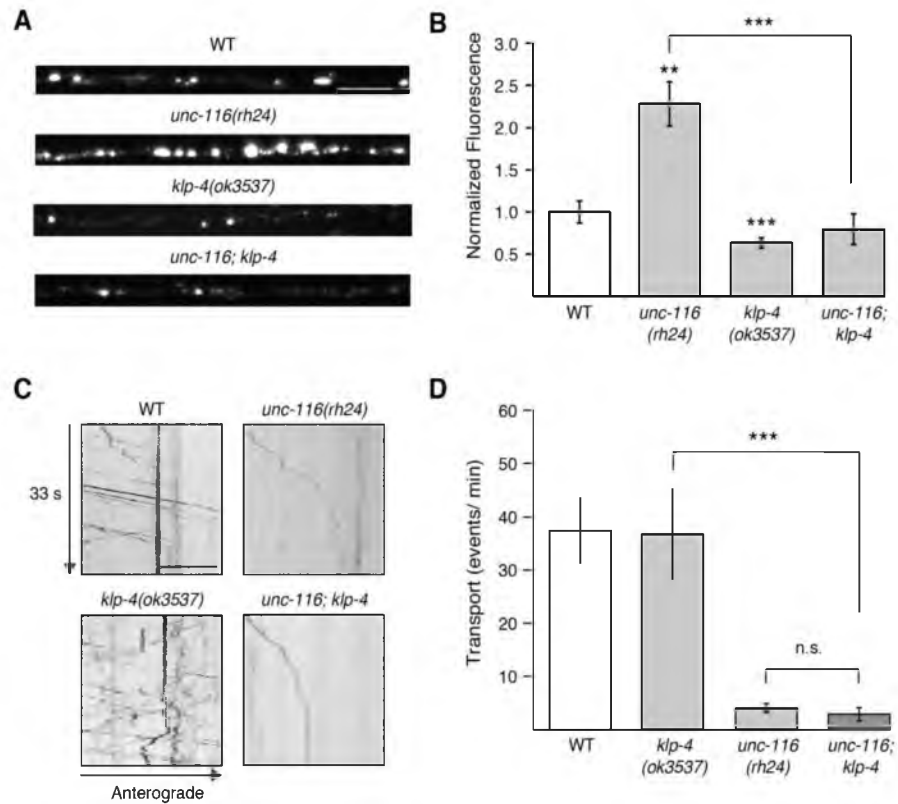 A
WT
unc-116(rh24)
klp-4(ok3537)
unc-116; klp-4
B
***
3.0
2.5
2.0
1.0
0.5
Normalized Fluorescence
**
***
WT
unc-116
(rh24)
klp-4
(ok3537)
unc-116;
klp-4
C
WT
unc-116(rh24)
33 s
klp-4(ok3537)
unc-116; klp-4
Anterograde
D
60
50
40
30
20
10
Transport (events/ min)
***
n.s.
WT
klp-4
(ok3537)
unc-116
(rh24)
unc-116;
klp-4